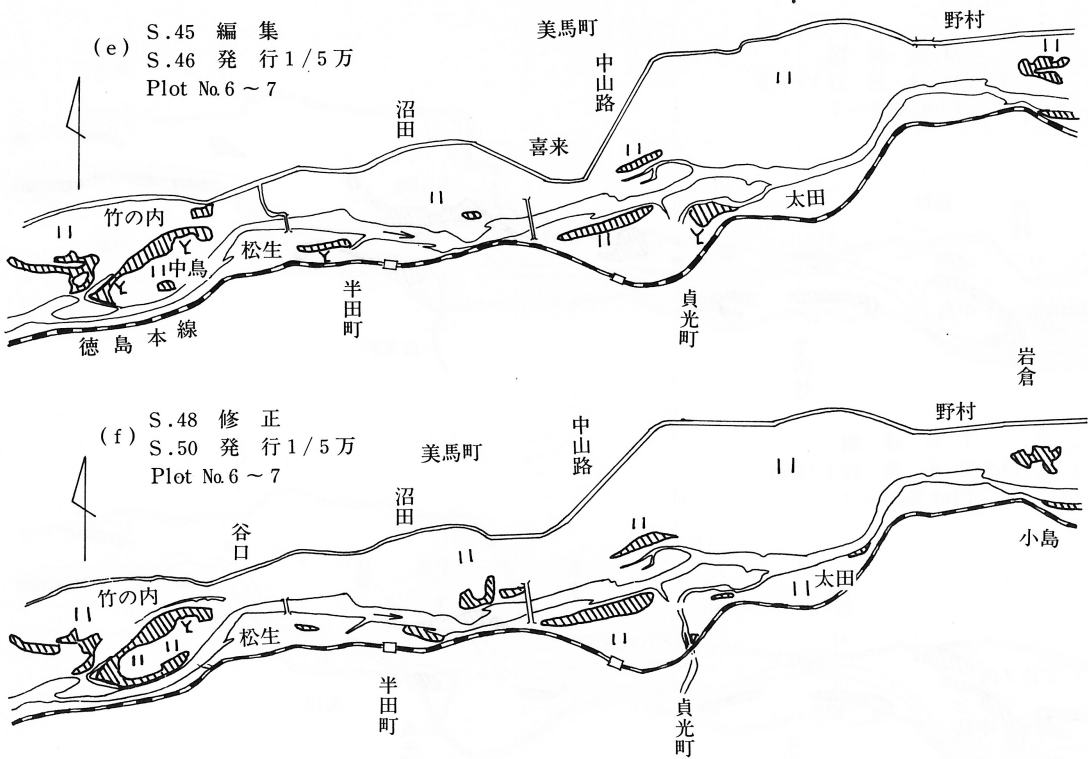 (e) S.45 編集
S.46 発行1/5万
Plot No.6～7
美馬町
野村
中山路
沼田
喜来
竹の内
太田
中鳥
松生
半田町
貞光町
徳島本線
岩倉
(f) S.48 修正
S.50 発行1/5万
Plot No.6～7
美馬町
野村
中山路
沼田
谷口
小島
太田
竹の内
松生
半田町
貞光町